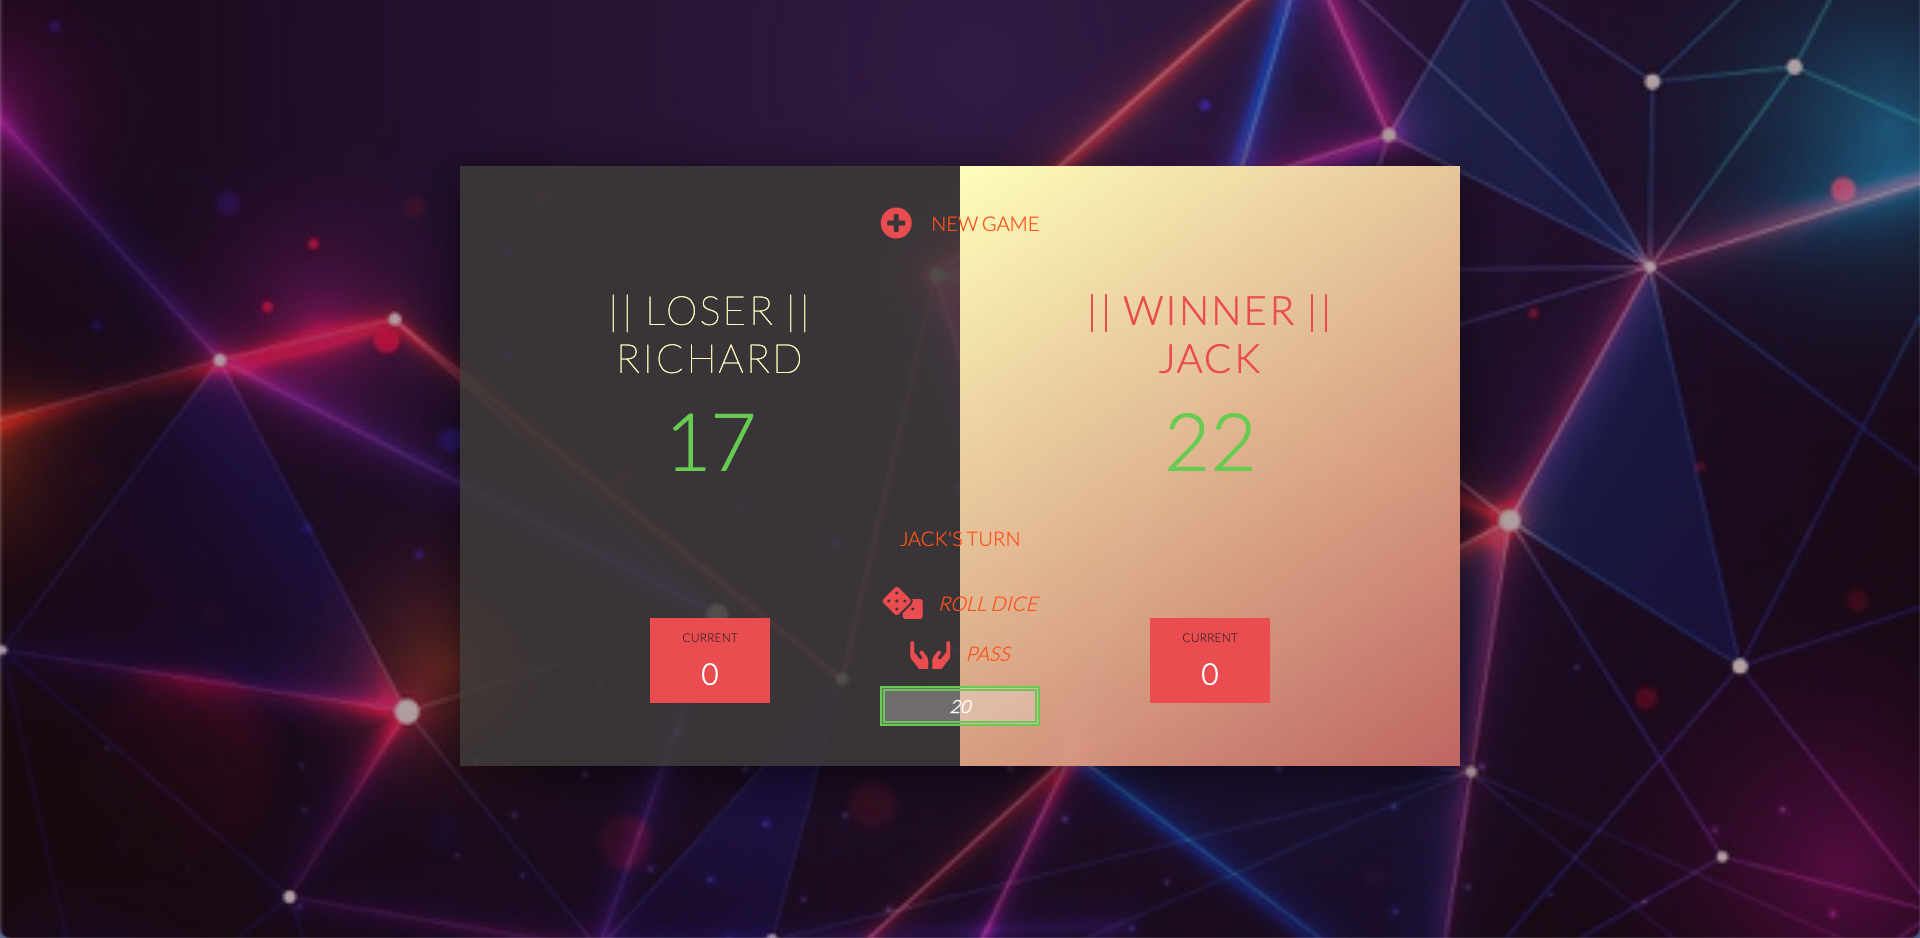 NEW GAME
|| LOSER ||
RICHARD
17
|| WINNER ||
JACK
22
JACK'S TURN
ROLL DICE
PASS
20
CURRENT
0
CURRENT
0